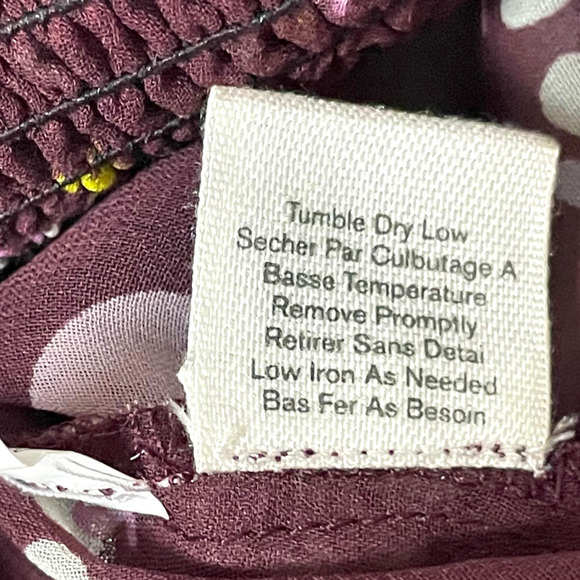 Tumble Dry Low
Secher Par Culbutage A
Basse Temperature
Remove Promptly
Retirer Sans Detai
Low Iron As Needed
Bas Fer As Besoin